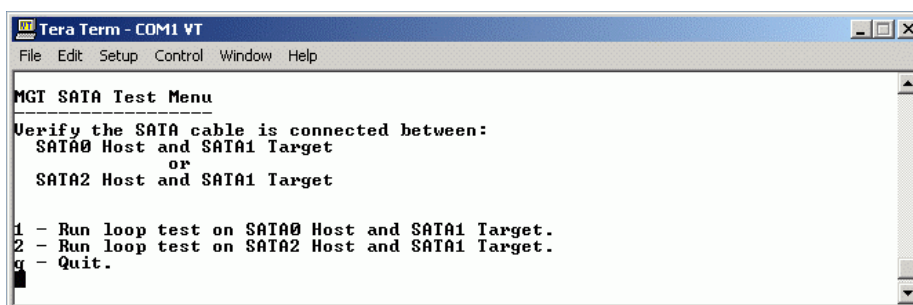 Tera Term - COM1 VT
File Edit Setup Control Window Help
MGT SATA Test Menu
-------------------
Verify the SATA cable is connected between:
SATA0 Host and SATA1 Target
or
SATA2 Host and SATA1 Target
1 - Run loop test on SATA0 Host and SATA1 Target.
2 - Run loop test on SATA2 Host and SATA1 Target.
q - Quit.